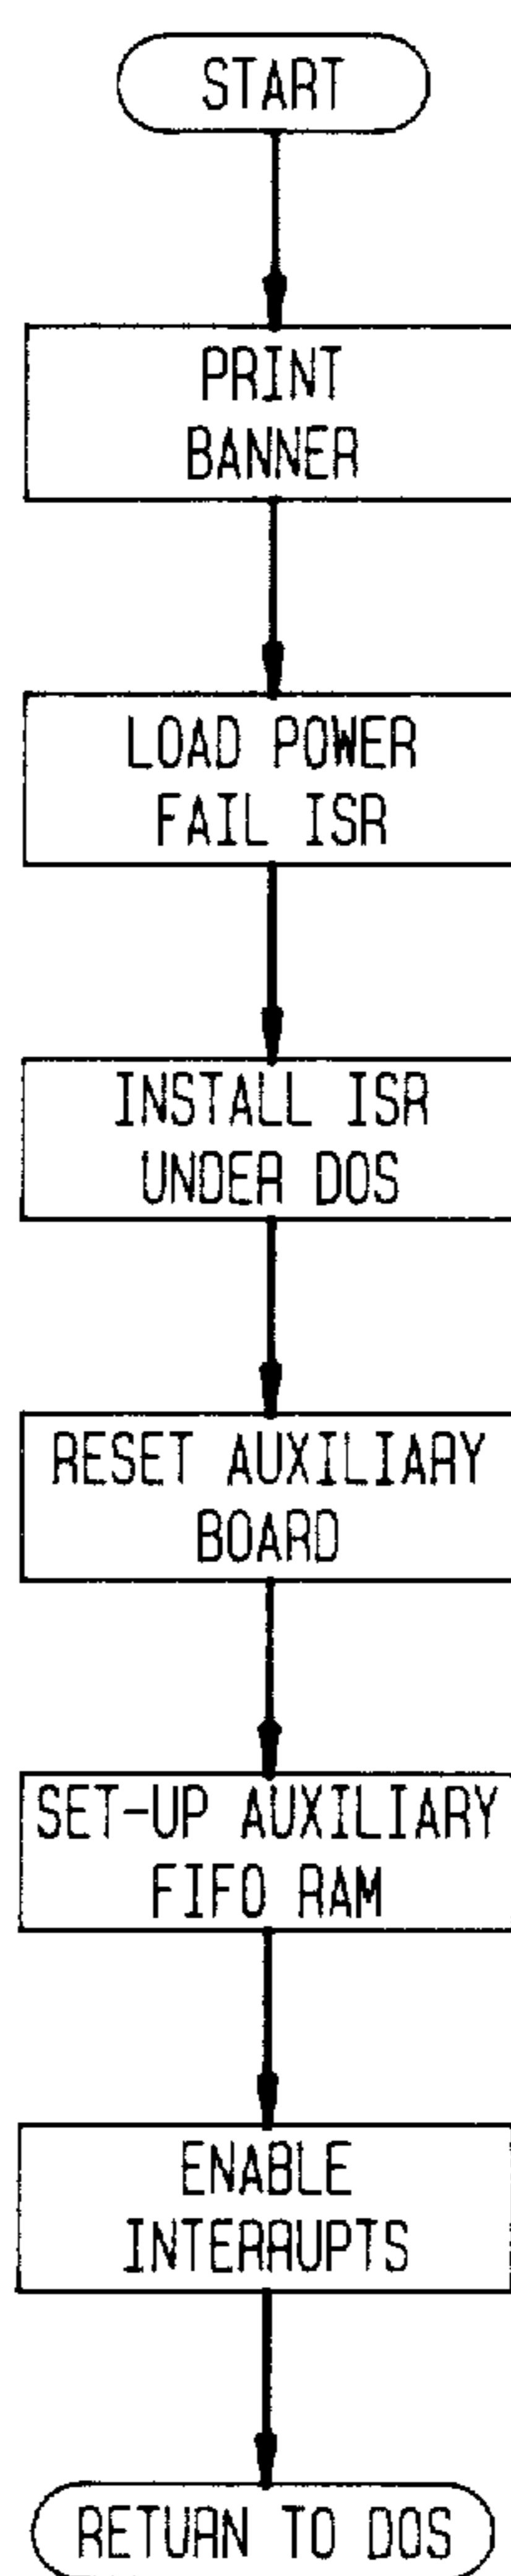 START
PRINT
BANNER
LOAD POWER
FAIL ISR
INSTALL ISR
UNDER DOS
RESET AUXILIARY
BOARD
SET-UP AUXILIARY
FIFO RAM
ENABLE
INTERRUPTS
RETURN TO DOS